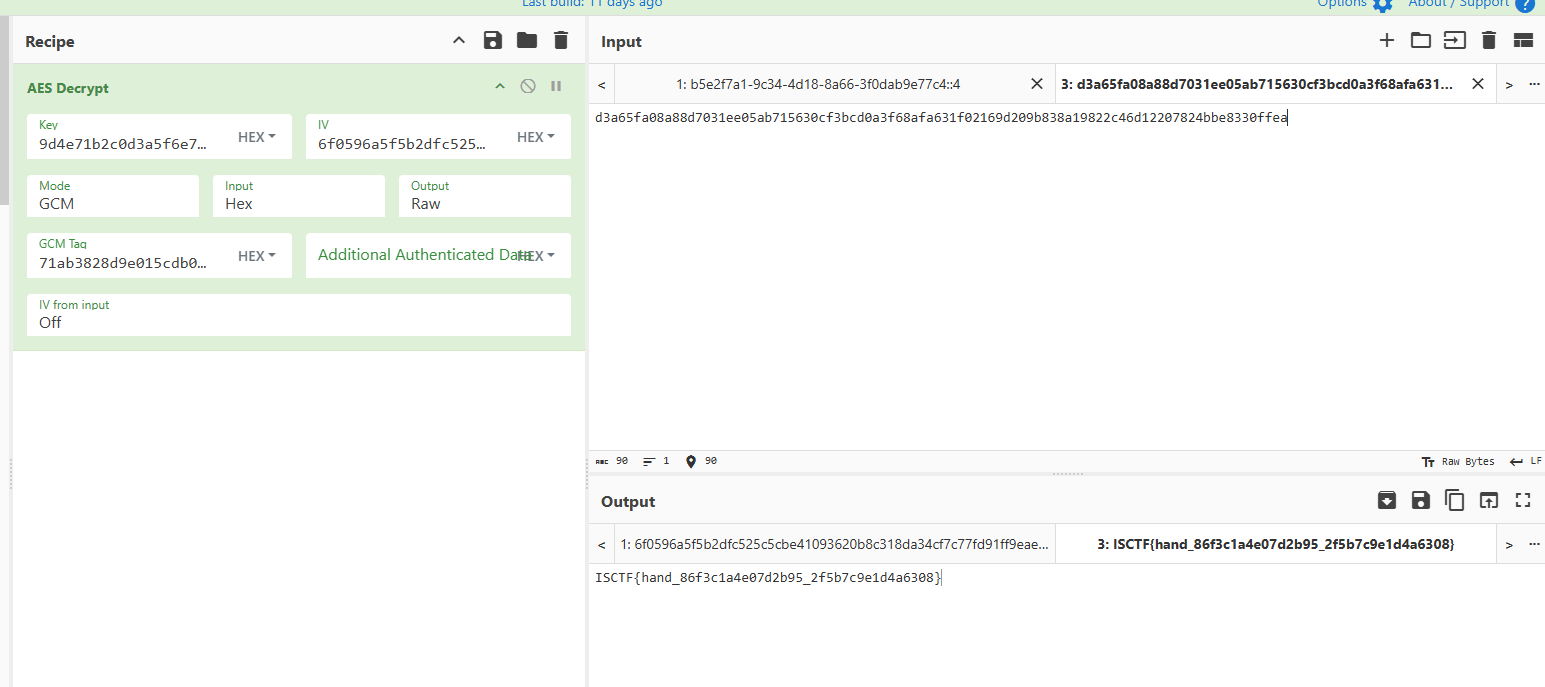 Last build: 11 days ago
Options
About / Support
Recipe
Input
AES Decrypt
1: b5e2f7a1-9c34-4d18-8a66-3f0dab9e77c4::4
3: d3a65fa08a88d7031ee05ab715630cf3bcd0a3f68afa631...
d3a65fa08a88d7031ee05ab715630cf3bcd0a3f68afa631f02169d209b838a19822c46d12207824bbe8330ffea
Key
9d4e71b2c0d3a5f6e7…
HEX
IV
6f0596a5f5b2dfc525…
HEX
Mode
GCM
Input
Hex
Output
Raw
GCM Tag
71ab3828d9e015cdb0…
HEX
Additional Authenticated Data
HEX
IV from input
Off
ABC 90
1
90
Tт Raw Bytes
LF
Output
1: 6f0596a5f5b2dfc525c5cbe41093620b8c318da34cf7c77fd91ff9eae...
3: ISCTF{hand_86f3c1a4e07d2b95_2f5b7c9e1d4a6308}
ISCTF{hand_86f3c1a4e07d2b95_2f5b7c9e1d4a6308}